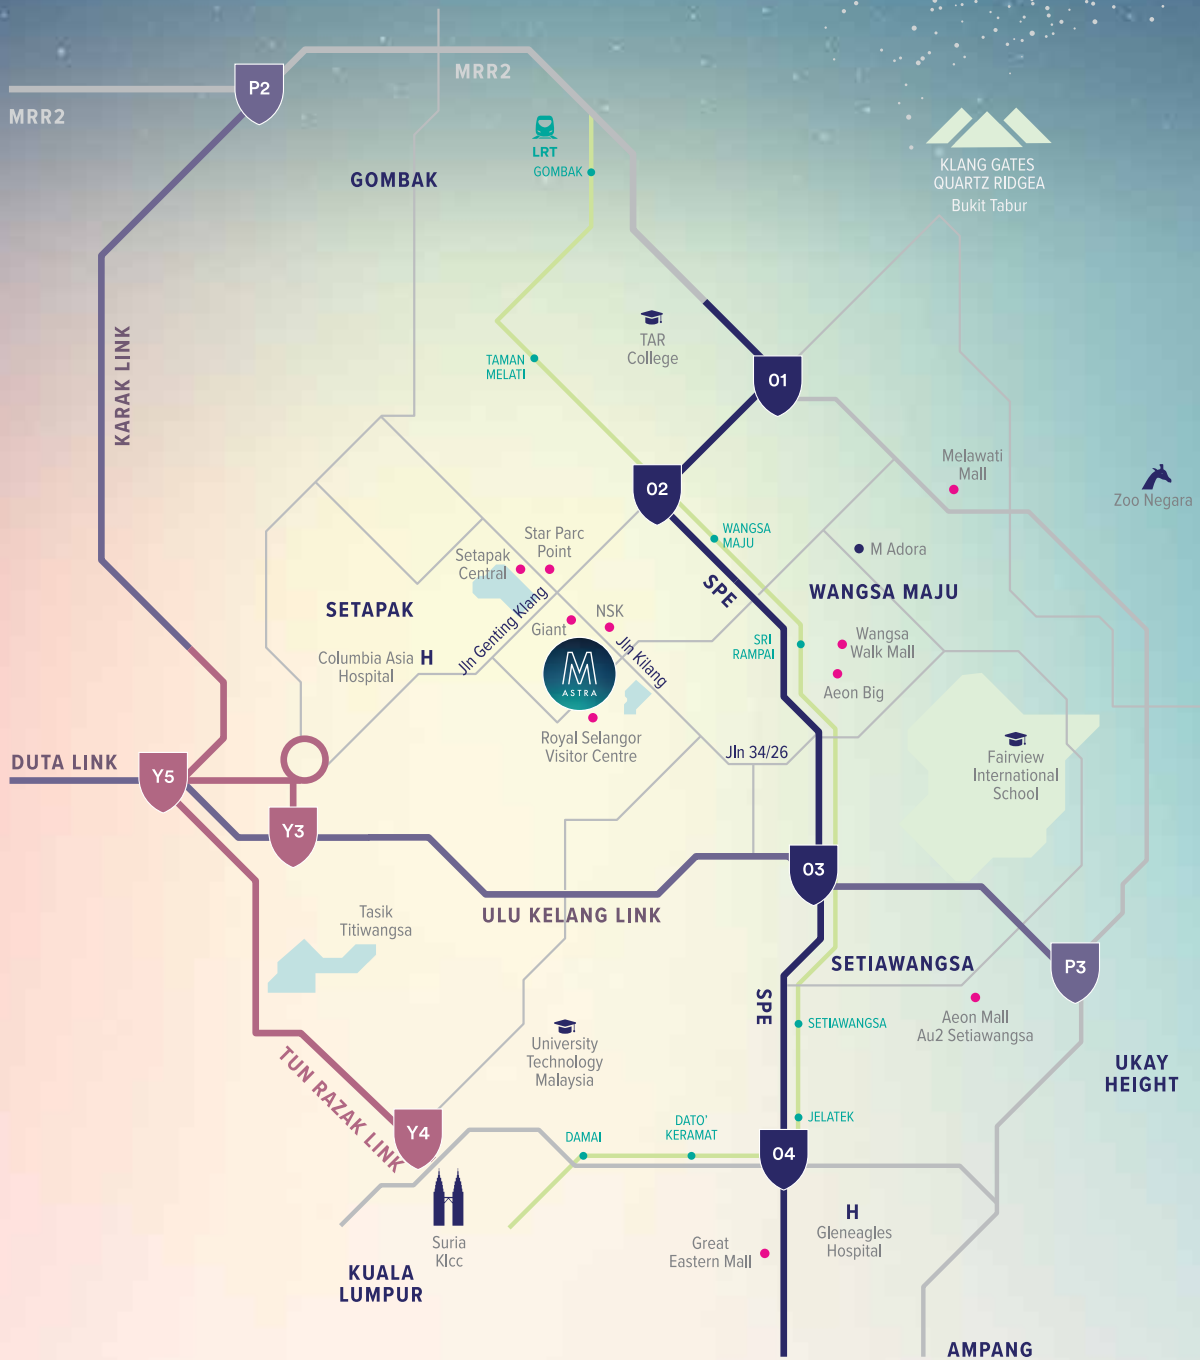 P2
MRR2
MRR2
LRT
GOMBAK
GOMBAK
KLANG GATES
QUARTZ RIDGEA
Bukit Tabur
KARAK LINK
TAR
College
TAMAN
MELATI
01
02
Melawati
Mall
Zoo Negara
Star Parc
Point
Setapak
Central
WANGSA
MAJU
M Adora
SPE
WANGSA MAJU
SETAPAK
Jln Genting Klang
Giant
NSK
Jln Kilang
SRI
RAMPAI
Wangsa
Walk Mall
Columbia Asia
Hospital
H
M
ASTRA
Aeon Big
Royal Selangor
Visitor Centre
Jln 34/26
Fairview
International
School
DUTA LINK
Y5
Y3
03
ULU KELANG LINK
Tasik
Titiwangsa
SETIAWANGSA
P3
SPE
SETIAWANGSA
Aeon Mall
Au2 Setiawangsa
University
Technology
Malaysia
UKAY
HEIGHT
TUN RAZAK LINK
Y4
DAMAI
DATO'
KERAMAT
JELATEK
04
H
Gleneagles
Hospital
Great
Eastern Mall
Suria
Klcc
KUALA
LUMPUR
AMPANG